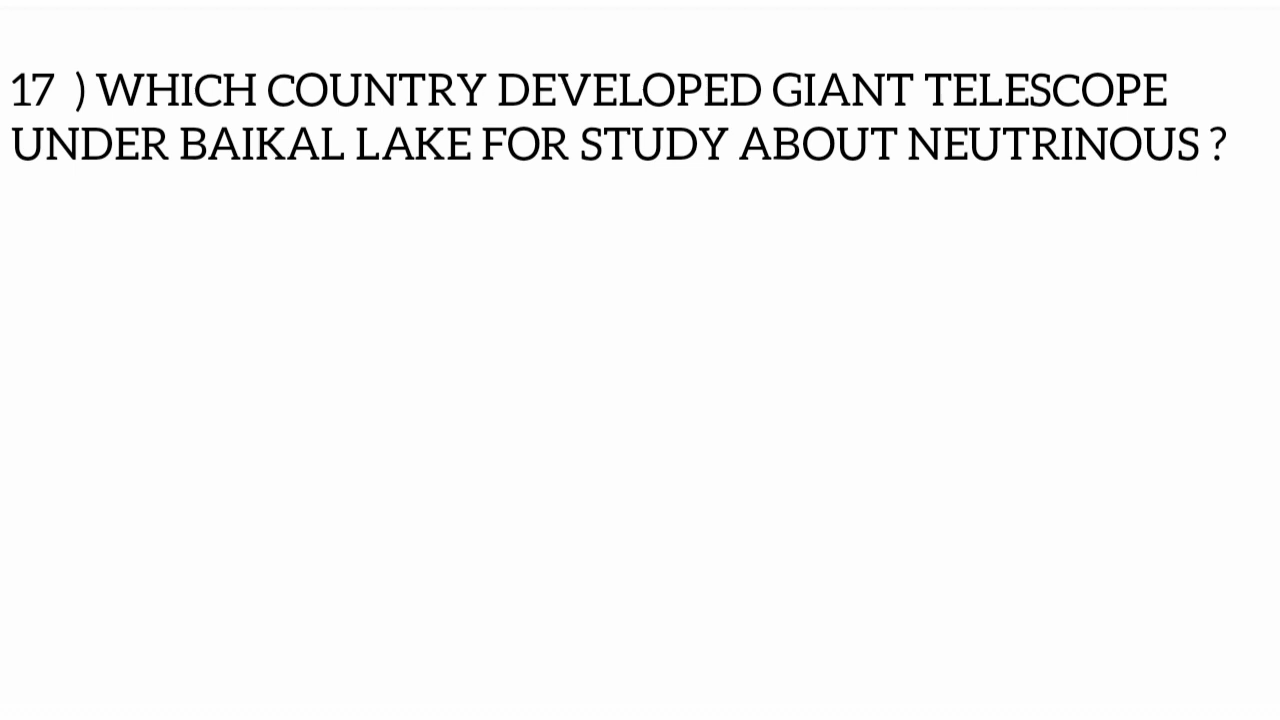 17 ) WHICH COUNTRY DEVELOPED GIANT TELESCOPE
UNDER BAIKAL LAKE FOR STUDY ABOUT NEUTRINOUS ?